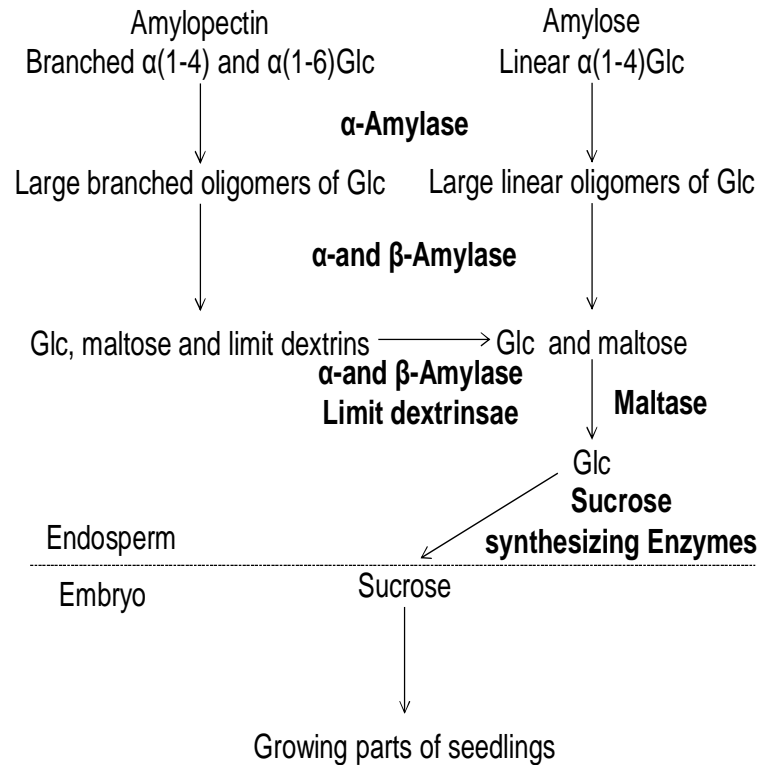 Amylopectin
Branched α(1-4) and α(1-6)Glc
Amylose
Linear α(1-4)Glc
α-Amylase
Large branched oligomers of Glc
Large linear oligomers of Glc
α-and β-Amylase
Glc, maltose and limit dextrins
Glc and maltose
α-and β-Amylase
Limit dextrinsae
Maltase
Glc
Sucrose
synthesizing Enzymes
Endosperm
Embryo
Sucrose
Growing parts of seedlings